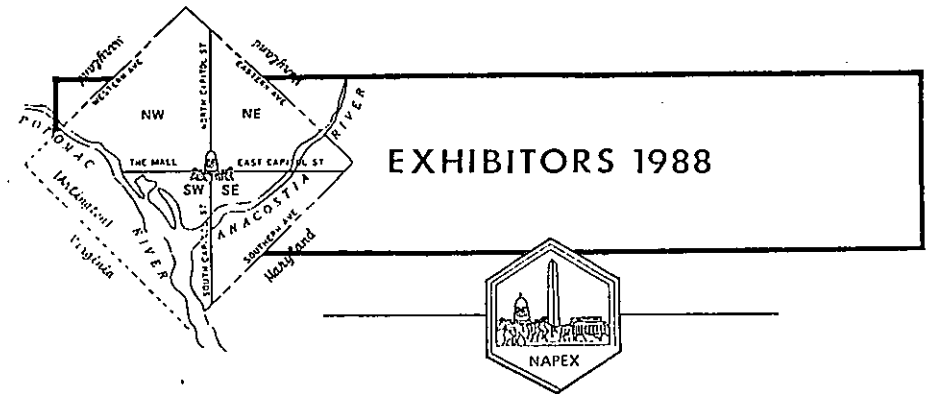 Maryland
WESTERN AVE
NORTH CAPITOL ST
EASTERN AVE
Maryland
NW
NE
POTOMAC
RIVER
THE MALL
EAST CAPITOL ST
EXHIBITORS 1988
SW
SE
ANACOSTIA
RIVER
SOUTH CAPITOL ST
SOUTHERN AVE
Maryland
Virginia
NAPEX